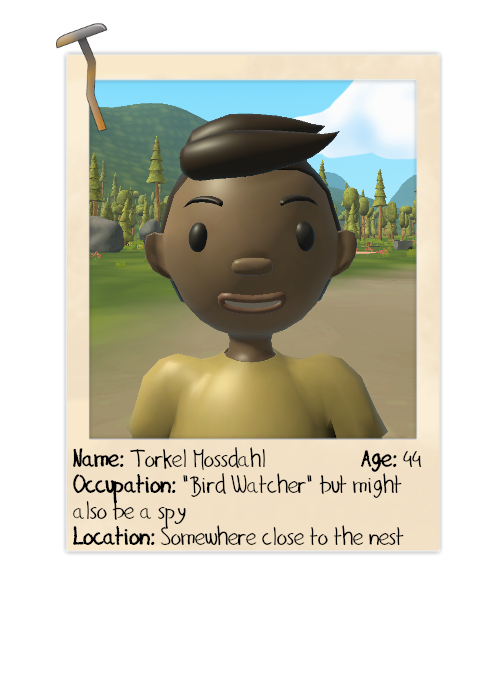 Name: Torkel Mossdahl Age: 44
Occupation: "Bird Watcher" but might
also be a spy
Location: Somewhere close to the nest